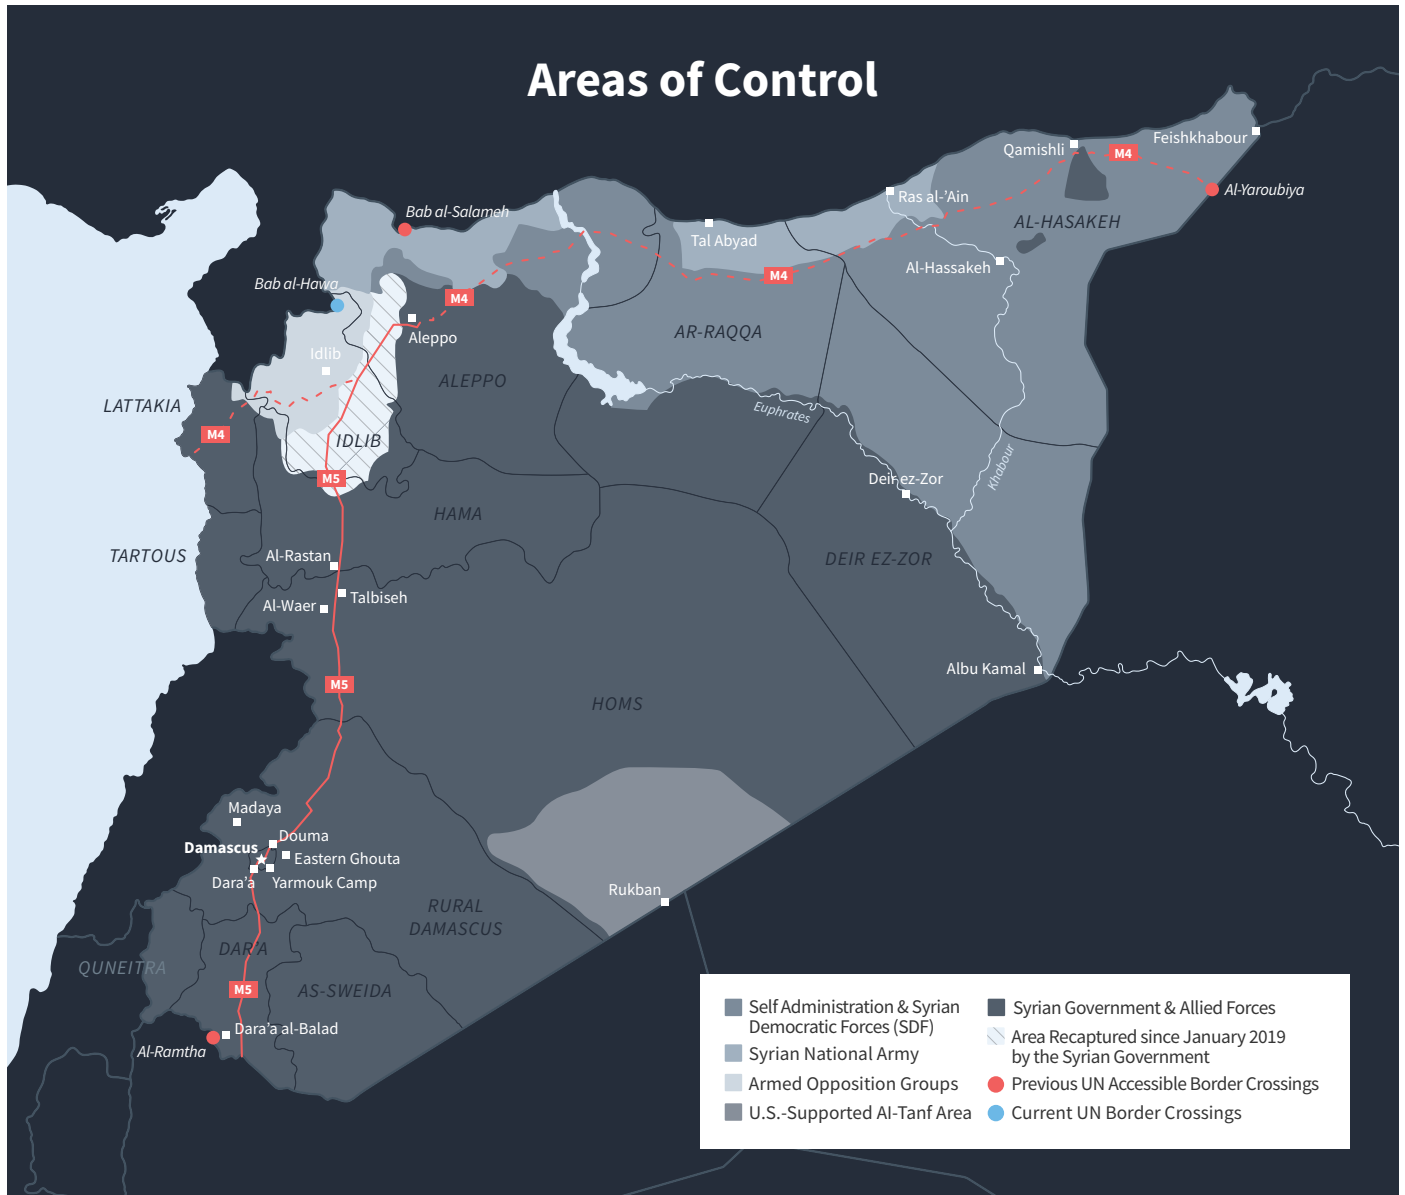 Areas of Control
Feishkhabour
Qamishli
M4
Al-Yaroubiya
Ras al-’Ain
Bab al-Salameh
AL-HASAKEH
Tal Abyad
Al-Hassakeh
M4
Bab al-Hawa
M4
Aleppo
AR-RAQQA
Idlib
ALEPPO
LATTAKIA
Euphrates
M4
IDLIB
Khabour
M5
Deir ez-Zor
HAMA
TARTOUS
Al-Rastan
DEIR EZ-ZOR
Al-Waer
Talbiseh
Albu Kamal
M5
HOMS
Madaya
Douma
Damascus
Eastern Ghouta
Dara’a
Yarmouk Camp
Rukban
RURAL
DAMASCUS
DAR’A
QUNEITRA
M5
AS-SWEIDA
Dara’a al-Balad
Al-Ramtha
Self Administration & Syrian
Democratic Forces (SDF)
Syrian National Army
Armed Opposition Groups
U.S.-Supported Al-Tanf Area
Syrian Government & Allied Forces
Area Recaptured since January 2019
by the Syrian Government
Previous UN Accessible Border Crossings
Current UN Border Crossings